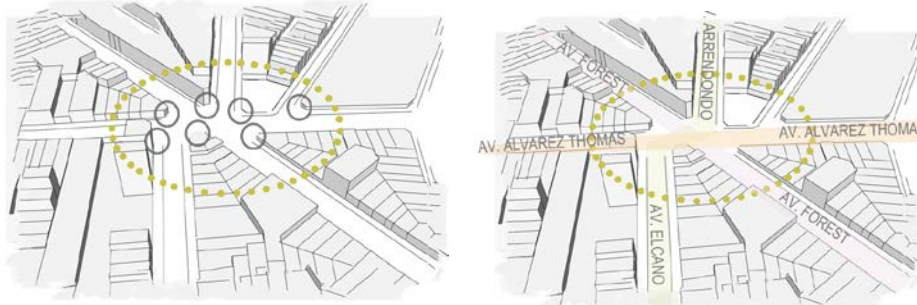 AV. FOREST
ARRENDONDO
AV. ALVAREZ THOMAS
AV. ALVAREZ THOMA
AV. ELCANO
AV. FOREST